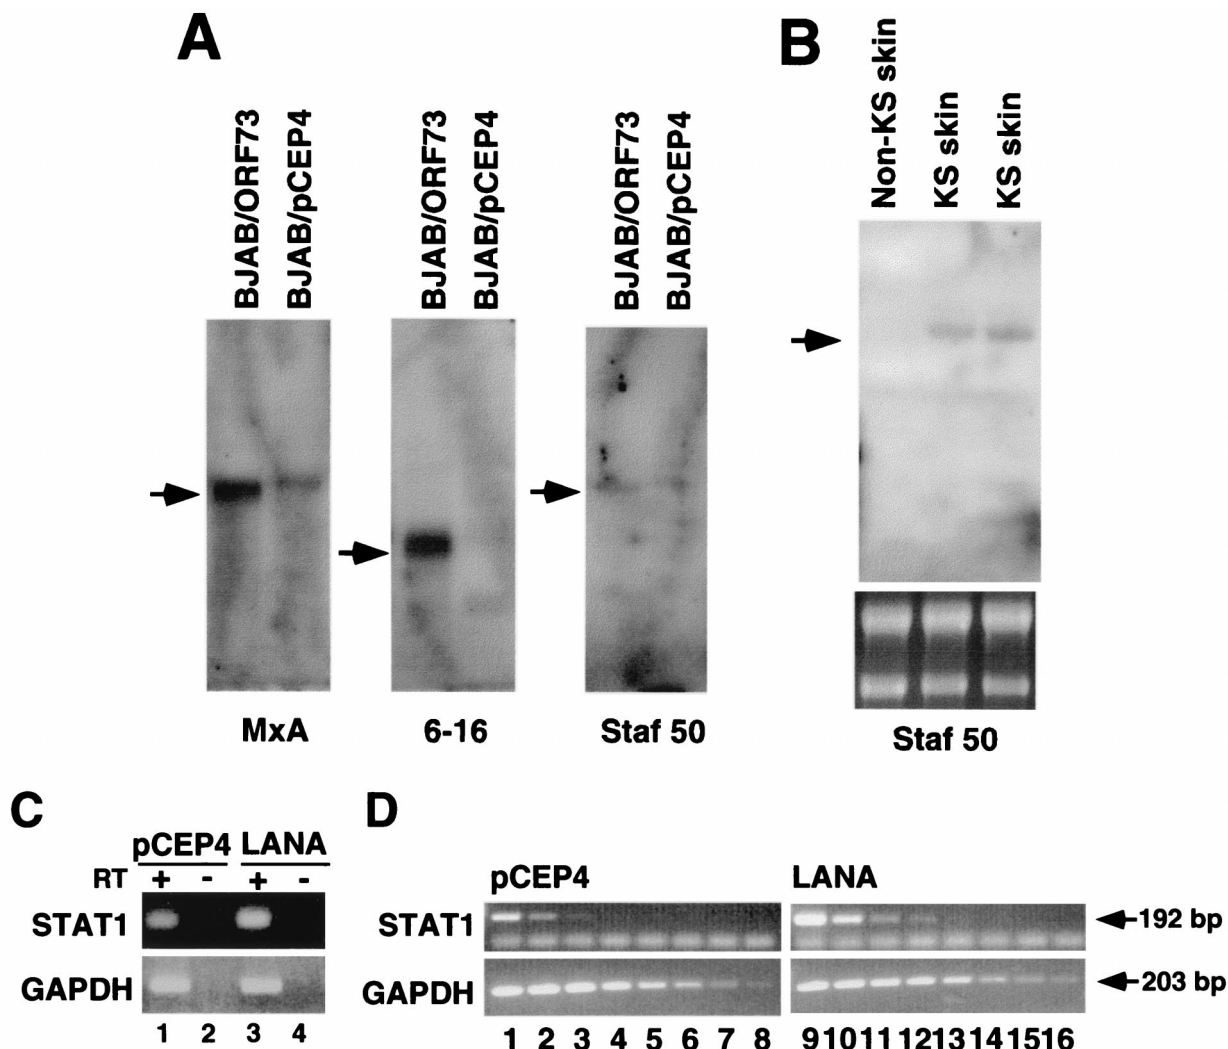 A
B
BJAB/ORF73
BJAB/pCEP4
BJAB/ORF73
BJAB/pCEP4
BJAB/ORF73
BJAB/pCEP4
Non-KS skin
KS skin
KS skin
MxA
6-16
Staf 50
Staf 50
C
D
pCEP4 LANA
RT + - + -
STAT1
GAPDH
1 2 3 4
pCEP4
LANA
STAT1
192 bp
GAPDH
203 bp
1 2 3 4 5 6 7 8
9 10 11 12 13 14 15 16